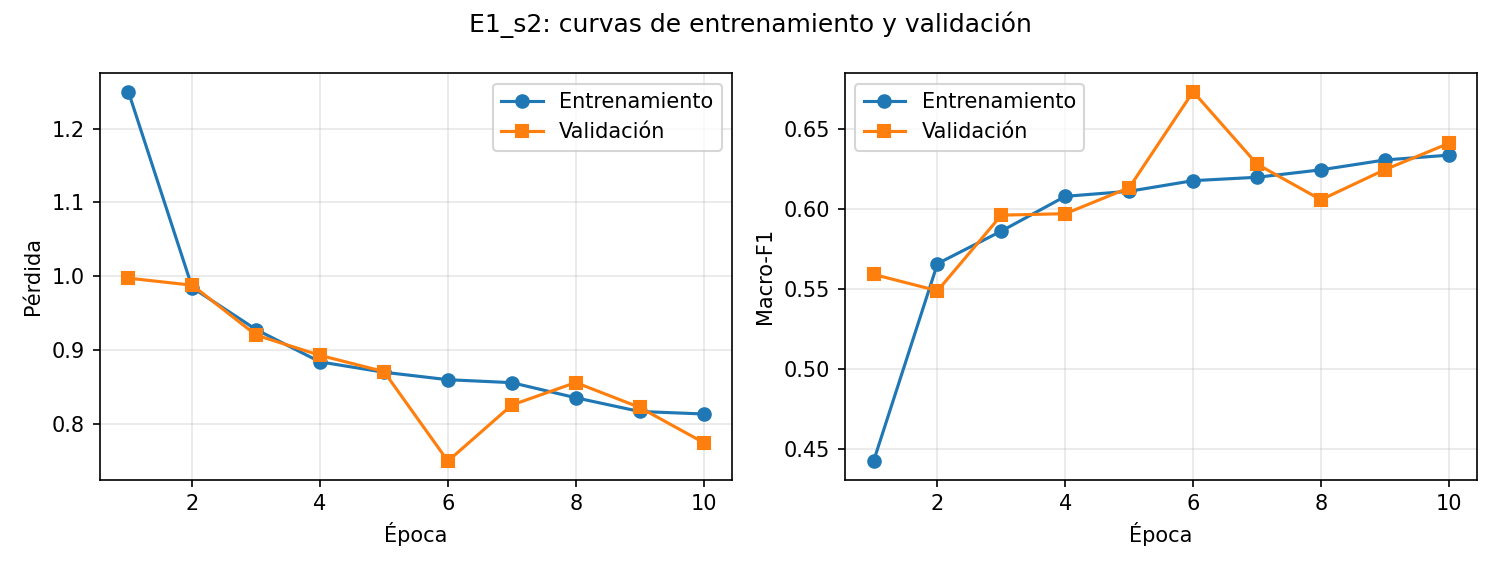 E1_s2: curvas de entrenamiento y validación
Pérdida
1.2
1.1
1.0
0.9
0.8
Entrenamiento
Validación
2 4 6 8 10
Época
Macro-F1
0.65
0.60
0.55
0.50
0.45
Entrenamiento
Validación
2 4 6 8 10
Época